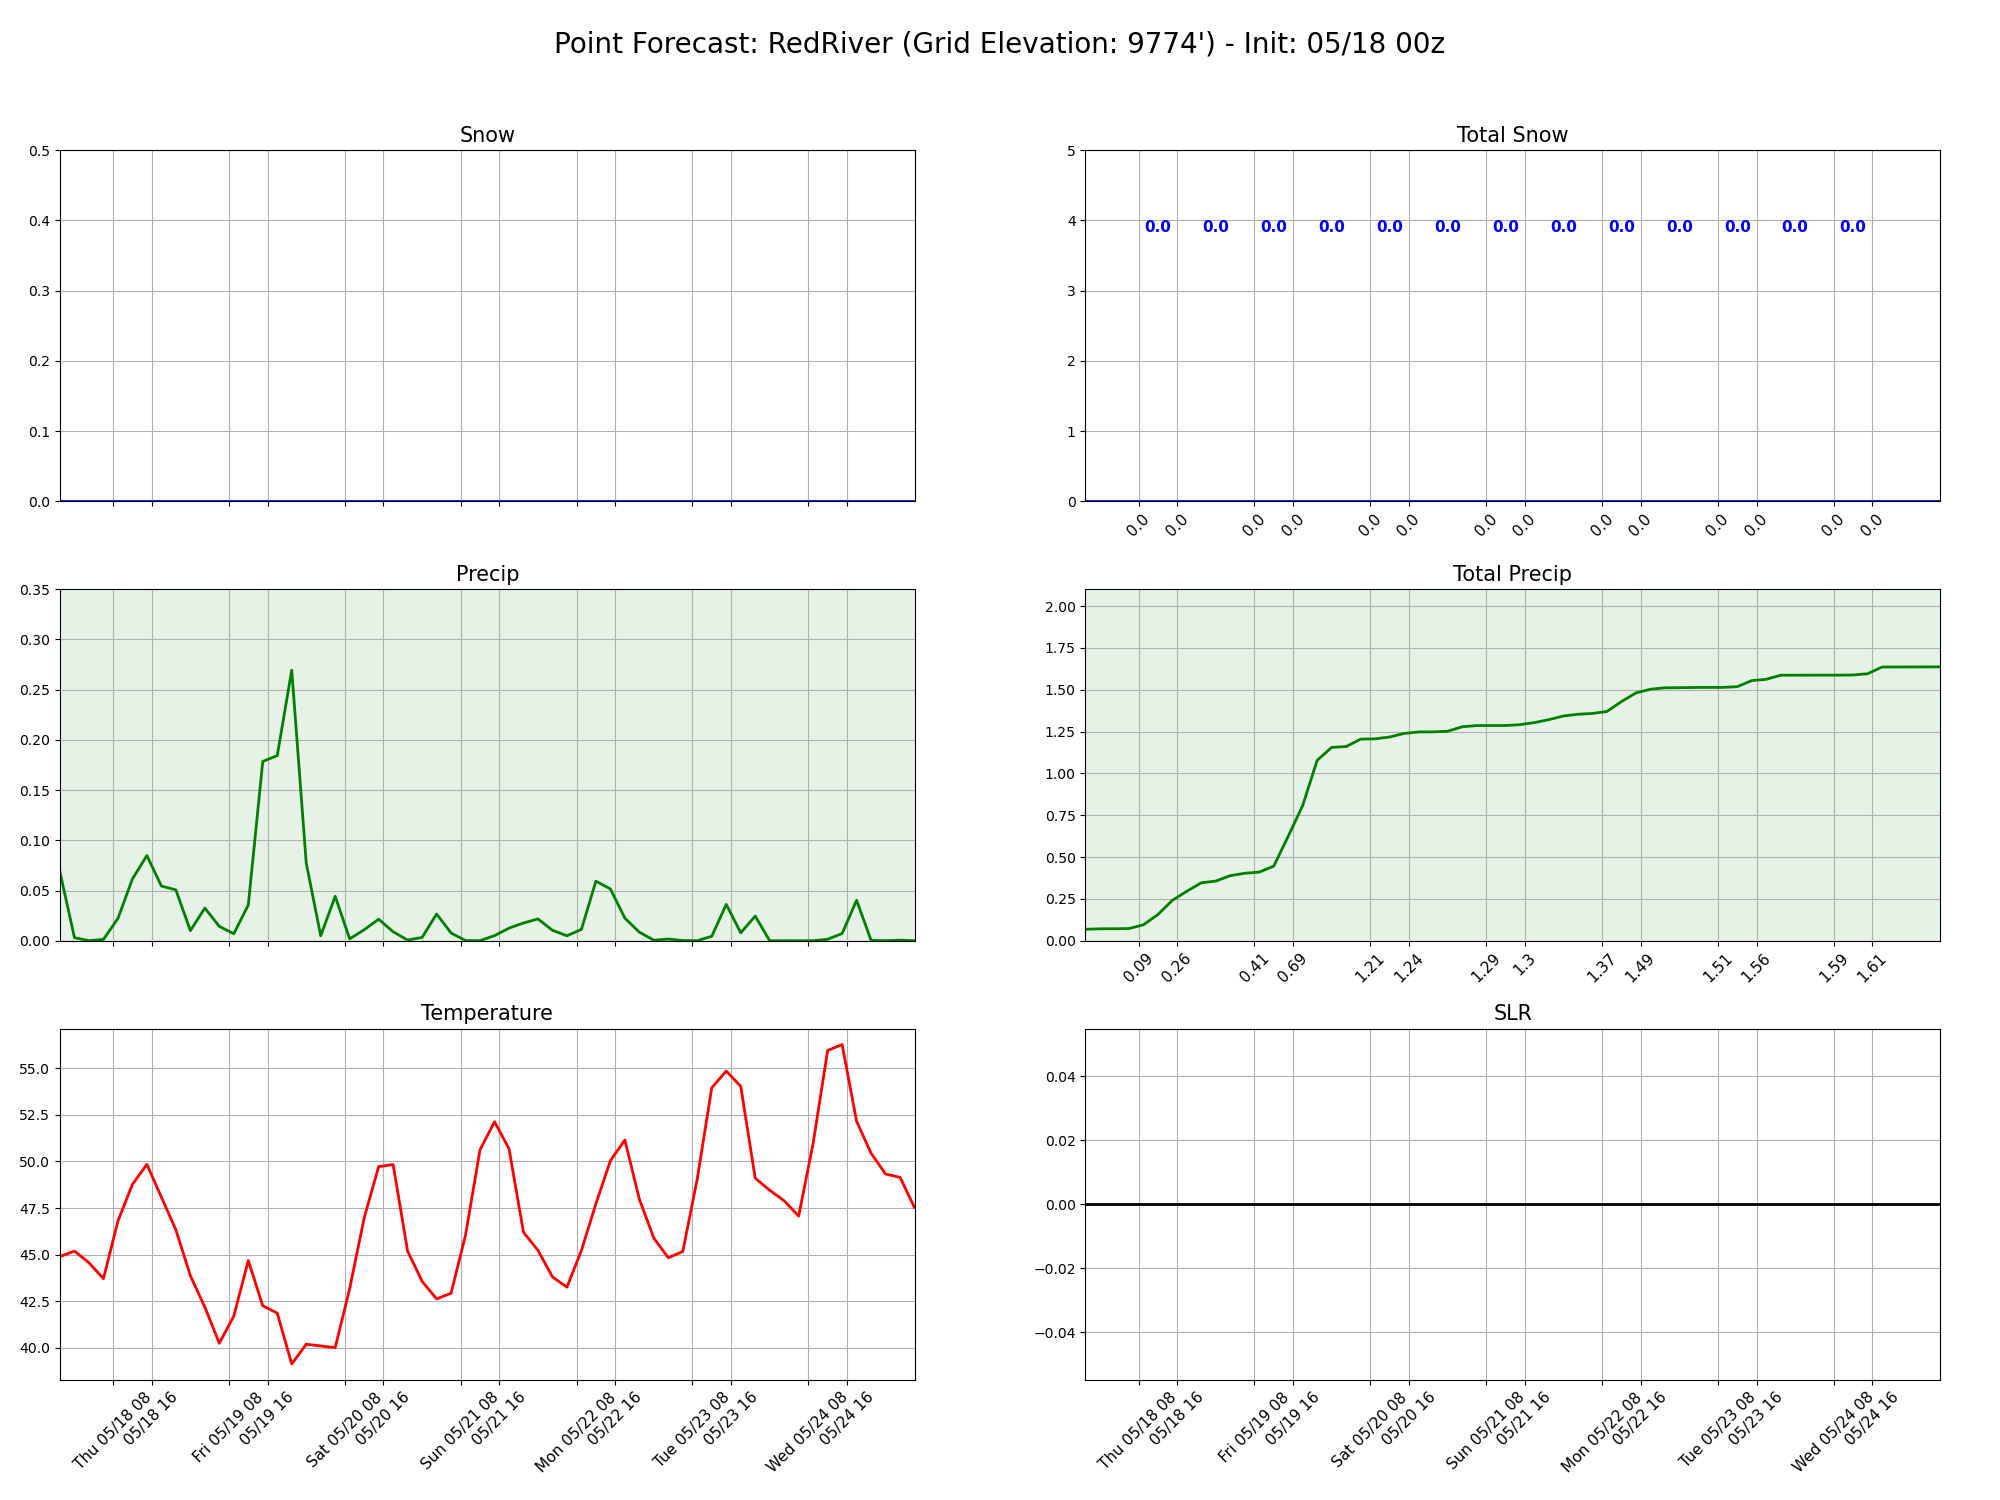 Point Forecast: RedRiver (Grid Elevation: 9774') - Init: 05/18 00z
Snow
0.5
0.4
0.3
0.2
0.1
0.0
Total Snow
5
4
3
2
1
0
0.0 0.0 0.0 0.0 0.0 0.0 0.0 0.0 0.0 0.0 0.0 0.0 0.0
0.0 0.0 0.0 0.0 0.0 0.0 0.0 0.0 0.0 0.0 0.0 0.0 0.0 0.0
Precip
0.35
0.30
0.25
0.20
0.15
0.10
0.05
0.00
Total Precip
2.00
1.75
1.50
1.25
1.00
0.75
0.50
0.25
0.00
0.09 0.26 0.41 0.69 1.21 1.24 1.29 1.3 1.37 1.49 1.51 1.56 1.59 1.61
Temperature
55.0
52.5
50.0
47.5
45.0
42.5
40.0
Thu 05/18 08
05/18 16
Fri 05/19 08
05/19 16
Sat 05/20 08
05/20 16
Sun 05/21 08
05/21 16
Mon 05/22 08
05/22 16
Tue 05/23 08
05/23 16
Wed 05/24 08
05/24 16
SLR
0.04
0.02
0.00
−0.02
−0.04
Thu 05/18 08
05/18 16
Fri 05/19 08
05/19 16
Sat 05/20 08
05/20 16
Sun 05/21 08
05/21 16
Mon 05/22 08
05/22 16
Tue 05/23 08
05/23 16
Wed 05/24 08
05/24 16